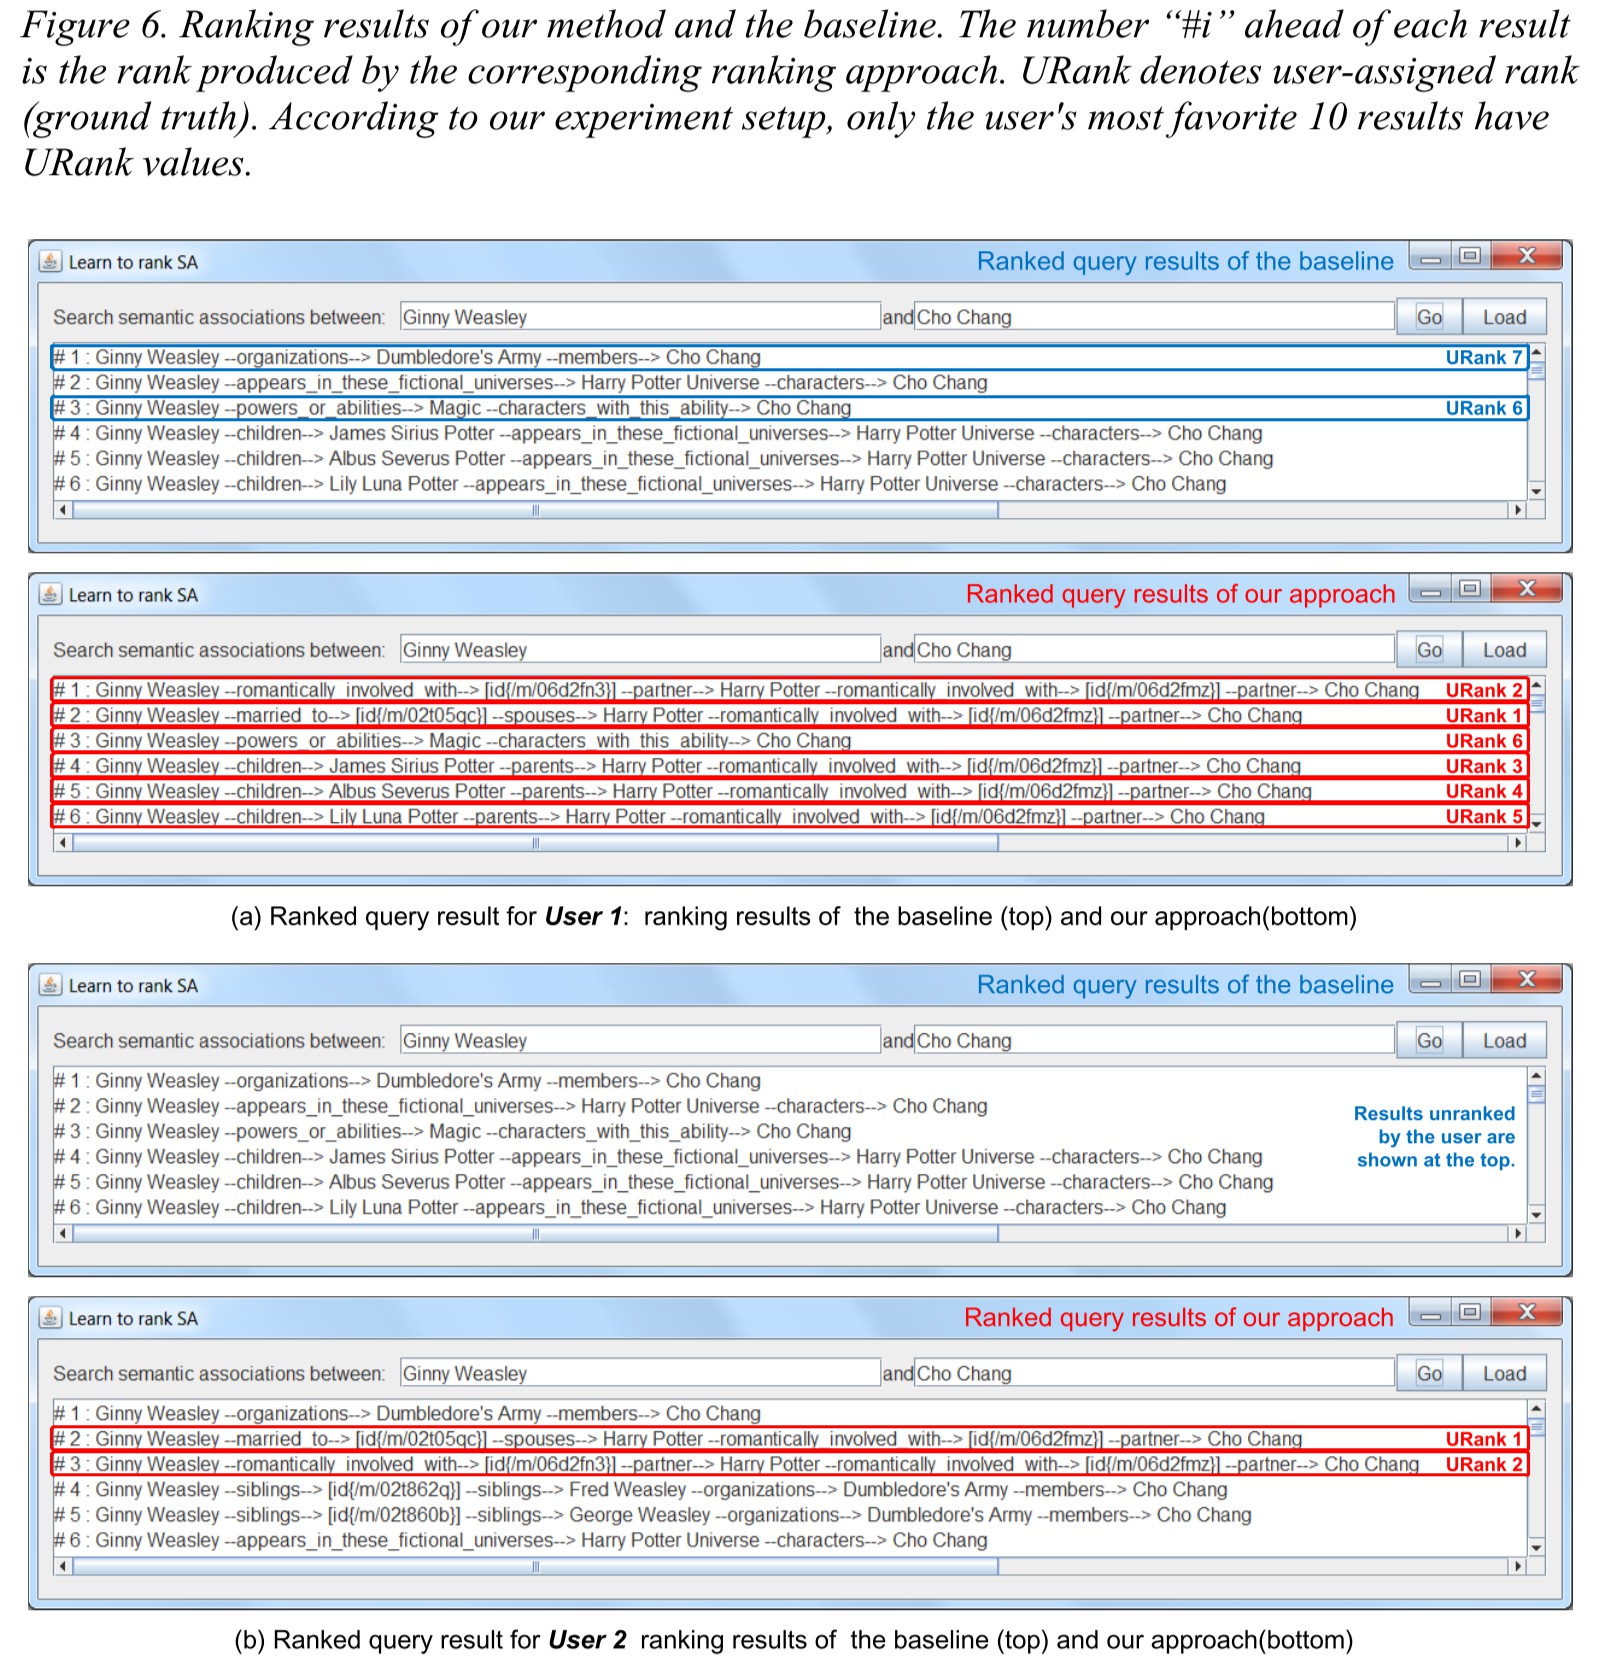 Figure 6. Ranking results of our method and the baseline. The number “#i” ahead of each result
is the rank produced by the corresponding ranking approach. URank denotes user-assigned rank
(ground truth). According to our experiment setup, only the user's most favorite 10 results have
URank values.
Learn to rank SA Ranked query results of the baseline
Search semantic associations between: Ginny Weasley and Cho Chang Go Load
# 1 : Ginny Weasley --organizations--> Dumbledore's Army --members--> Cho Chang URank 7
# 2 : Ginny Weasley --appears_in_these_fictional_universes--> Harry Potter Universe --characters--> Cho Chang
# 3 : Ginny Weasley --powers_or_abilities--> Magic --characters_with_this_ability--> Cho Chang URank 6
# 4 : Ginny Weasley --children--> James Sirius Potter --appears_in_these_fictional_universes--> Harry Potter Universe --characters--> Cho Chang
# 5 : Ginny Weasley --children--> Albus Severus Potter --appears_in_these_fictional_universes--> Harry Potter Universe --characters--> Cho Chang
# 6 : Ginny Weasley --children--> Lily Luna Potter --appears_in_these_fictional_universes--> Harry Potter Universe --characters--> Cho Chang
Learn to rank SA Ranked query results of our approach
Search semantic associations between: Ginny Weasley and Cho Chang Go Load
# 1 : Ginny Weasley --romantically_involved_with--> [id{/m/06d2fn3}] --partner--> Harry Potter --romantically_involved_with--> [id{/m/06d2fmz}] --partner--> Cho Chang URank 2
# 2 : Ginny Weasley --married_to--> [id{/m/02t05qc}] --spouses--> Harry Potter --romantically_involved_with--> [id{/m/06d2fmz}] --partner--> Cho Chang URank 1
# 3 : Ginny Weasley --powers_or_abilities--> Magic --characters_with_this_ability--> Cho Chang URank 6
# 4 : Ginny Weasley --children--> James Sirius Potter --parents--> Harry Potter --romantically_involved_with--> [id{/m/06d2fmz}] --partner--> Cho Chang URank 3
# 5 : Ginny Weasley --children--> Albus Severus Potter --parents--> Harry Potter --romantically_involved_with--> [id{/m/06d2fmz}] --partner--> Cho Chang URank 4
# 6 : Ginny Weasley --children--> Lily Luna Potter --parents--> Harry Potter --romantically_involved_with--> [id{/m/06d2fmz}] --partner--> Cho Chang URank 5
(a) Ranked query result for User 1: ranking results of the baseline (top) and our approach(bottom)
Learn to rank SA Ranked query results of the baseline
Search semantic associations between: Ginny Weasley and Cho Chang Go Load
# 1 : Ginny Weasley --organizations--> Dumbledore's Army --members--> Cho Chang
# 2 : Ginny Weasley --appears_in_these_fictional_universes--> Harry Potter Universe --characters--> Cho Chang
# 3 : Ginny Weasley --powers_or_abilities--> Magic --characters_with_this_ability--> Cho Chang
# 4 : Ginny Weasley --children--> James Sirius Potter --appears_in_these_fictional_universes--> Harry Potter Universe --characters--> Cho Chang
# 5 : Ginny Weasley --children--> Albus Severus Potter --appears_in_these_fictional_universes--> Harry Potter Universe --characters--> Cho Chang
# 6 : Ginny Weasley --children--> Lily Luna Potter --appears_in_these_fictional_universes--> Harry Potter Universe --characters--> Cho Chang
Results unranked
by the user are
shown at the top.
Learn to rank SA Ranked query results of our approach
Search semantic associations between: Ginny Weasley and Cho Chang Go Load
# 1 : Ginny Weasley --organizations--> Dumbledore's Army --members--> Cho Chang
# 2 : Ginny Weasley --married_to--> [id{/m/02t05qc}] --spouses--> Harry Potter --romantically_involved_with--> [id{/m/06d2fmz}] --partner--> Cho Chang URank 1
# 3 : Ginny Weasley --romantically_involved_with--> [id{/m/06d2fn3}] --partner--> Harry Potter --romantically_involved_with--> [id{/m/06d2fmz}] --partner--> Cho Chang URank 2
# 4 : Ginny Weasley --siblings--> [id{/m/02t862q}] --siblings--> Fred Weasley --organizations--> Dumbledore's Army --members--> Cho Chang
# 5 : Ginny Weasley --siblings--> [id{/m/02t860b}] --siblings--> George Weasley --organizations--> Dumbledore's Army --members--> Cho Chang
# 6 : Ginny Weasley --appears_in_these_fictional_universes--> Harry Potter Universe --characters--> Cho Chang
(b) Ranked query result for User 2 ranking results of the baseline (top) and our approach(bottom)